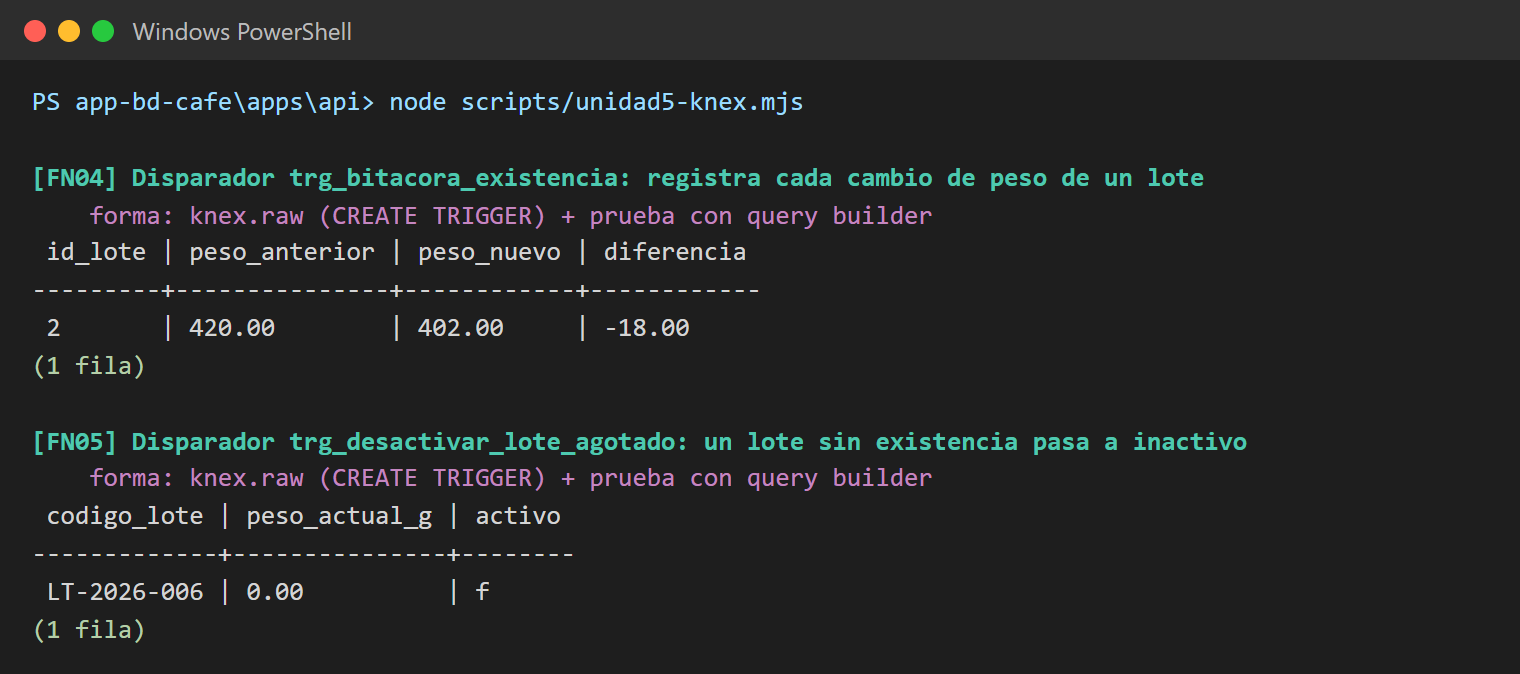 Windows PowerShell
PS app-bd-cafe\apps\api> node scripts/unidad5-knex.mjs
[FN04] Disparador trg_bitacora_existencia: registra cada cambio de peso de un lote
    forma: knex.raw (CREATE TRIGGER) + prueba con query builder
 id_lote | peso_anterior | peso_nuevo | diferencia
---------+---------------+------------+------------
 2       | 420.00        | 402.00     | -18.00
(1 fila)
[FN05] Disparador trg_desactivar_lote_agotado: un lote sin existencia pasa a inactivo
    forma: knex.raw (CREATE TRIGGER) + prueba con query builder
 codigo_lote | peso_actual_g | activo
-------------+---------------+--------
 LT-2026-006 | 0.00          | f
(1 fila)